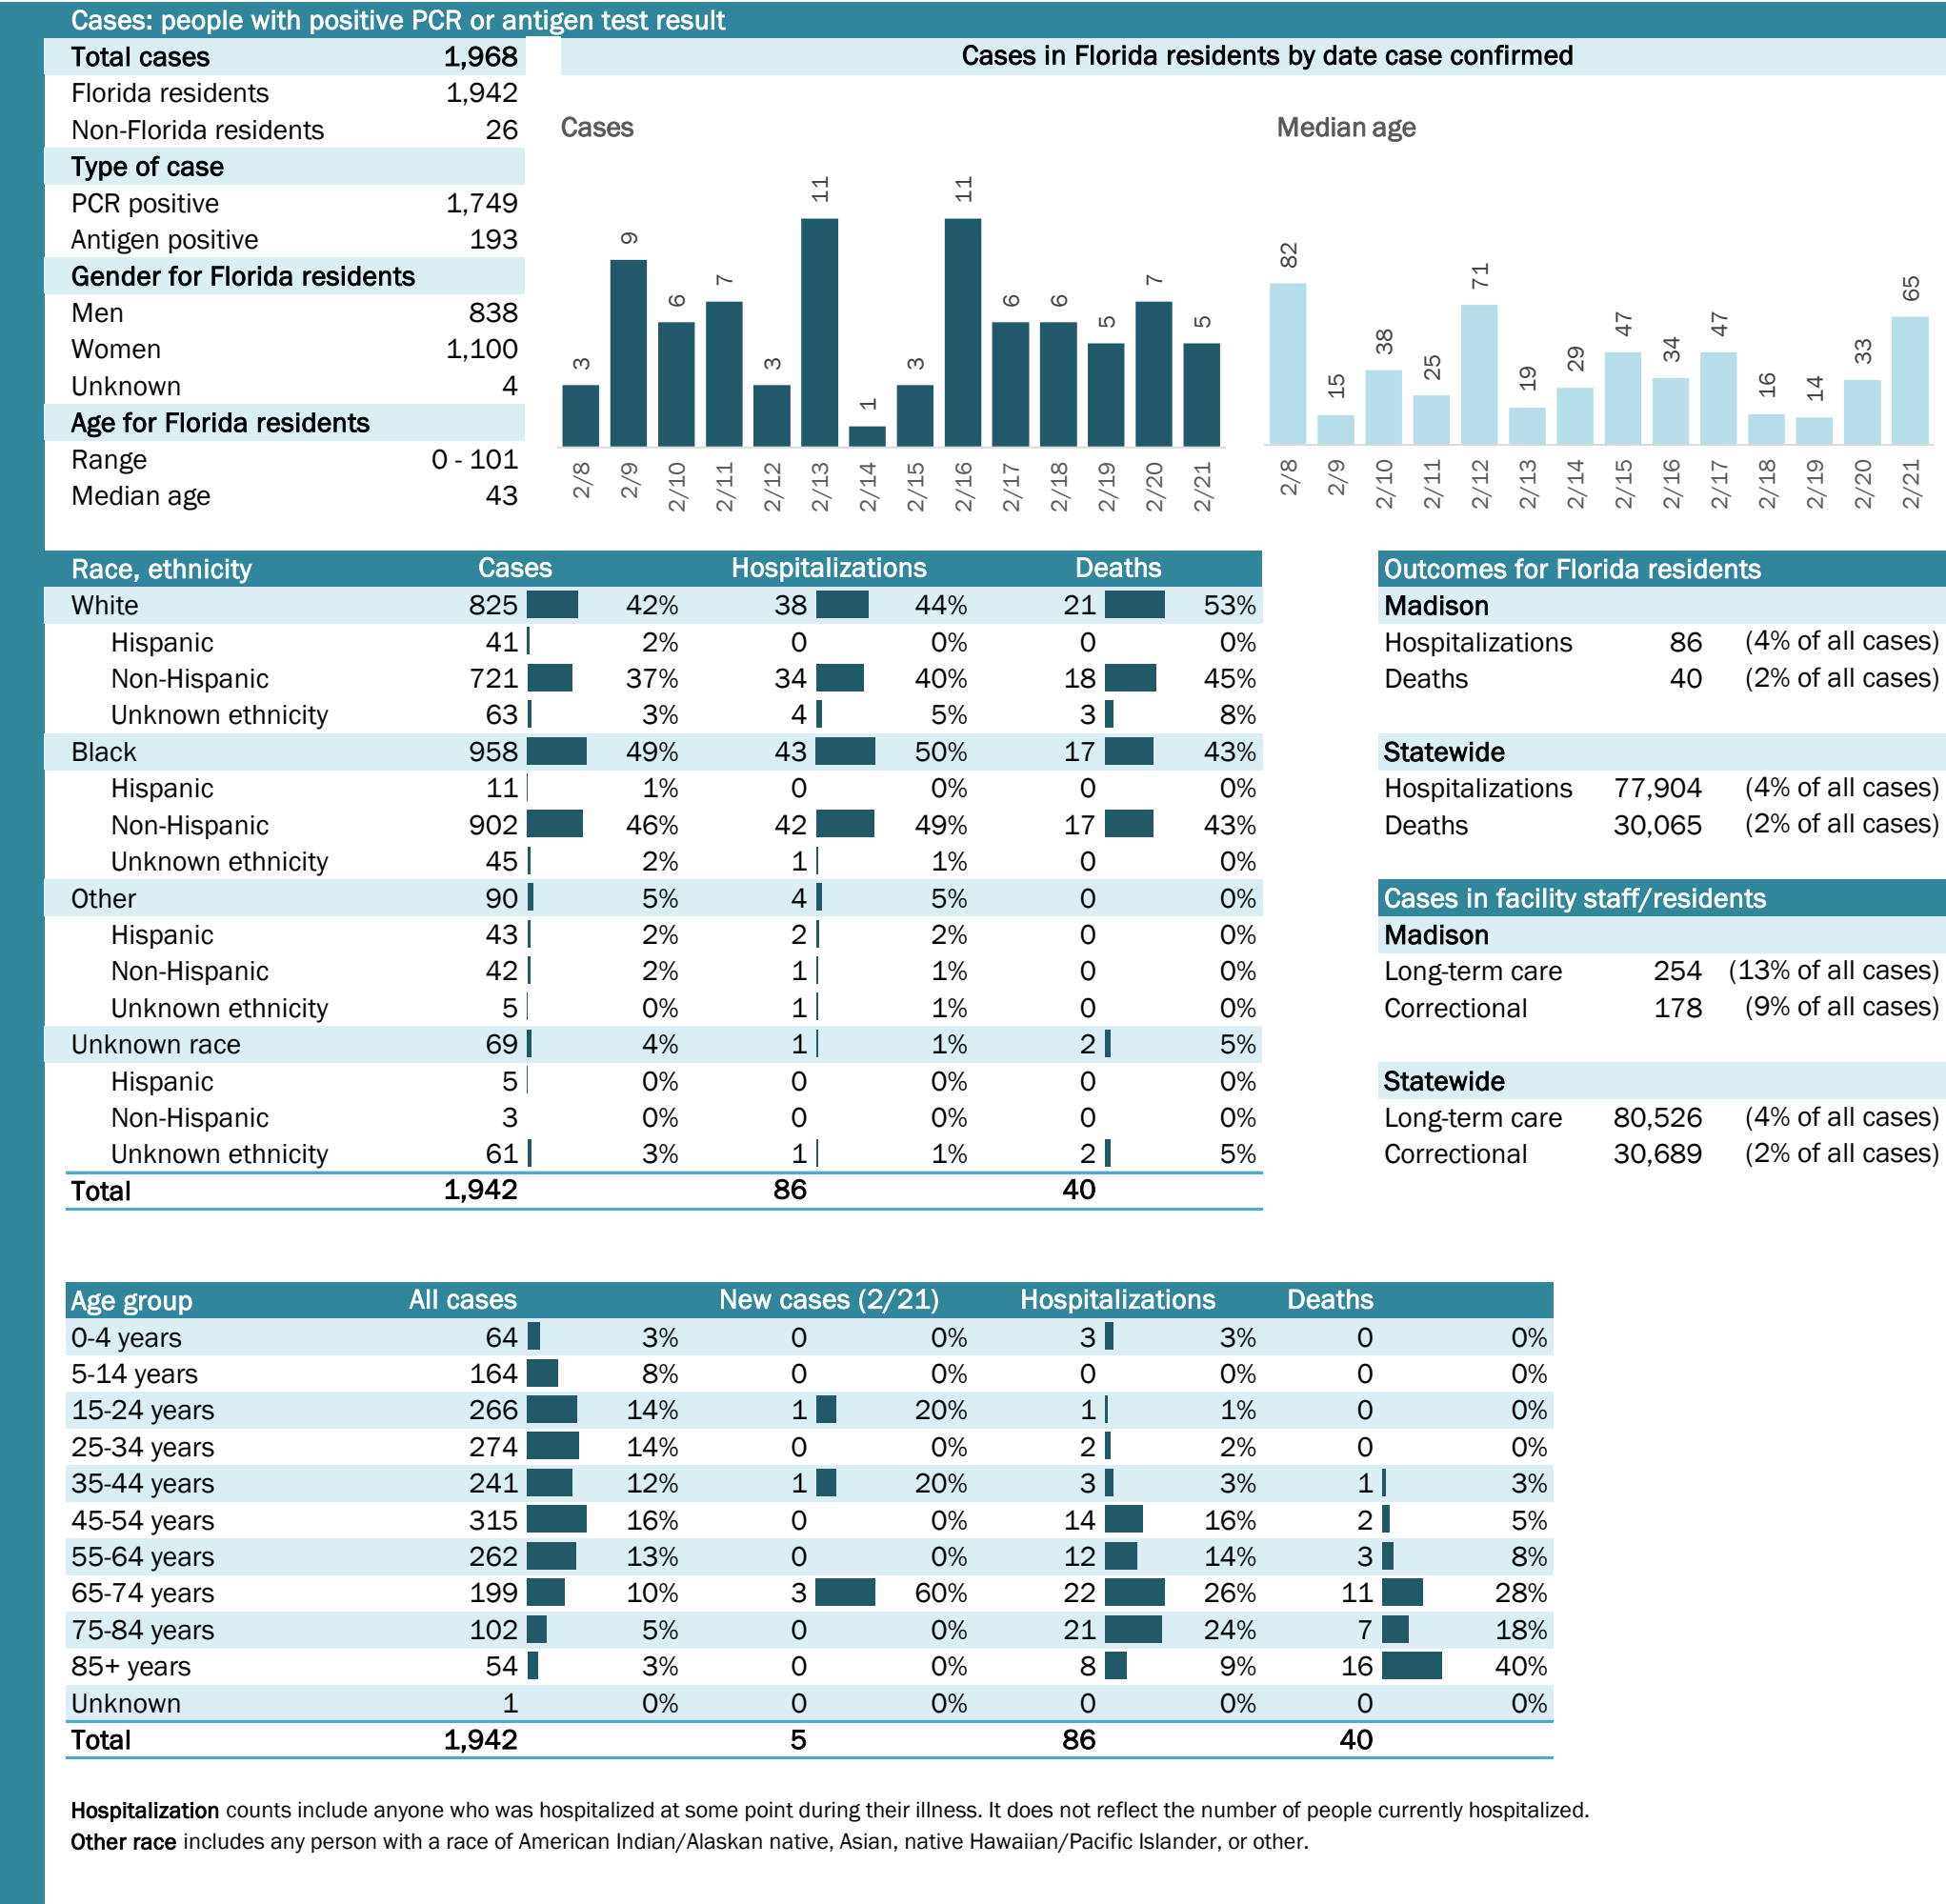 Cases: people with positive PCR or antigen test result
Total cases 1,968
Florida residents 1,942
Non-Florida residents 26
Type of case
PCR positive 1,749
Antigen positive 193
Gender for Florida residents
Men 838
Women 1,100
Unknown 4
Age for Florida residents
Range 0 - 101
Median age 43
Cases in Florida residents by date case confirmed
Cases
3 9 6 7 3 11 1 3 11 6 6 5 7 5
2/8 2/9 2/10 2/11 2/12 2/13 2/14 2/15 2/16 2/17 2/18 2/19 2/20 2/21
Median age
82 15 38 25 71 19 29 47 34 47 16 14 33 65
2/8 2/9 2/10 2/11 2/12 2/13 2/14 2/15 2/16 2/17 2/18 2/19 2/20 2/21
Race, ethnicity Cases Hospitalizations Deaths
White 825 42% 38 44% 21 53%
Hispanic 41 2% 0 0% 0 0%
Non-Hispanic 721 37% 34 40% 18 45%
Unknown ethnicity 63 3% 4 5% 3 8%
Black 958 49% 43 50% 17 43%
Hispanic 11 1% 0 0% 0 0%
Non-Hispanic 902 46% 42 49% 17 43%
Unknown ethnicity 45 2% 1 1% 0 0%
Other 90 5% 4 5% 0 0%
Hispanic 43 2% 2 2% 0 0%
Non-Hispanic 42 2% 1 1% 0 0%
Unknown ethnicity 5 0% 1 1% 0 0%
Unknown race 69 4% 1 1% 2 5%
Hispanic 5 0% 0 0% 0 0%
Non-Hispanic 3 0% 0 0% 0 0%
Unknown ethnicity 61 3% 1 1% 2 5%
Total 1,942 86 40
Outcomes for Florida residents
Madison
Hospitalizations 86 (4% of all cases)
Deaths 40 (2% of all cases)
Statewide
Hospitalizations 77,904 (4% of all cases)
Deaths 30,065 (2% of all cases)
Cases in facility staff/residents
Madison
Long-term care 254 (13% of all cases)
Correctional 178 (9% of all cases)
Statewide
Long-term care 80,526 (4% of all cases)
Correctional 30,689 (2% of all cases)
Age group All cases New cases (2/21) Hospitalizations Deaths
0-4 years 64 3% 0 0% 3 3% 0 0%
5-14 years 164 8% 0 0% 0 0% 0 0%
15-24 years 266 14% 1 20% 1 1% 0 0%
25-34 years 274 14% 0 0% 2 2% 0 0%
35-44 years 241 12% 1 20% 3 3% 1 3%
45-54 years 315 16% 0 0% 14 16% 2 5%
55-64 years 262 13% 0 0% 12 14% 3 8%
65-74 years 199 10% 3 60% 22 26% 11 28%
75-84 years 102 5% 0 0% 21 24% 7 18%
85+ years 54 3% 0 0% 8 9% 16 40%
Unknown 1 0% 0 0% 0 0% 0 0%
Total 1,942 5 86 40
Hospitalization counts include anyone who was hospitalized at some point during their illness. It does not reflect the number of people currently hospitalized.
Other race includes any person with a race of American Indian/Alaskan native, Asian, native Hawaiian/Pacific Islander, or other.